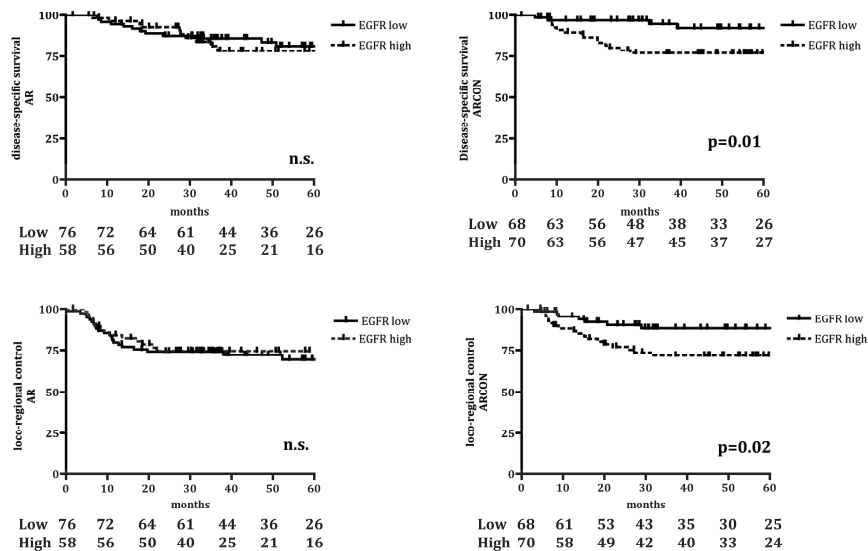 disease-specific survival
AR
100
75
50
25
0
EGFR low
EGFR high
n.s.
0 10 20 30 40 50 60
months
Low 76 72 64 61 44 36 26
High 58 56 50 40 25 21 16
Disease-specific survival
ARCON
100
75
50
25
0
EGFR low
EGFR high
p=0.01
0 10 20 30 40 50 60
months
Low 68 63 56 48 38 33 26
High 70 63 56 47 45 37 27
loco-regional control
AR
100
75
50
25
0
EGFR low
EGFR high
n.s.
0 10 20 30 40 50 60
months
Low 76 72 64 61 44 36 26
High 58 56 50 40 25 21 16
loco-regional control
ARCON
100
75
50
25
0
EGFR low
EGFR high
p=0.02
0 10 20 30 40 50 60
months
Low 68 61 53 43 35 30 25
High 70 58 49 42 40 33 24